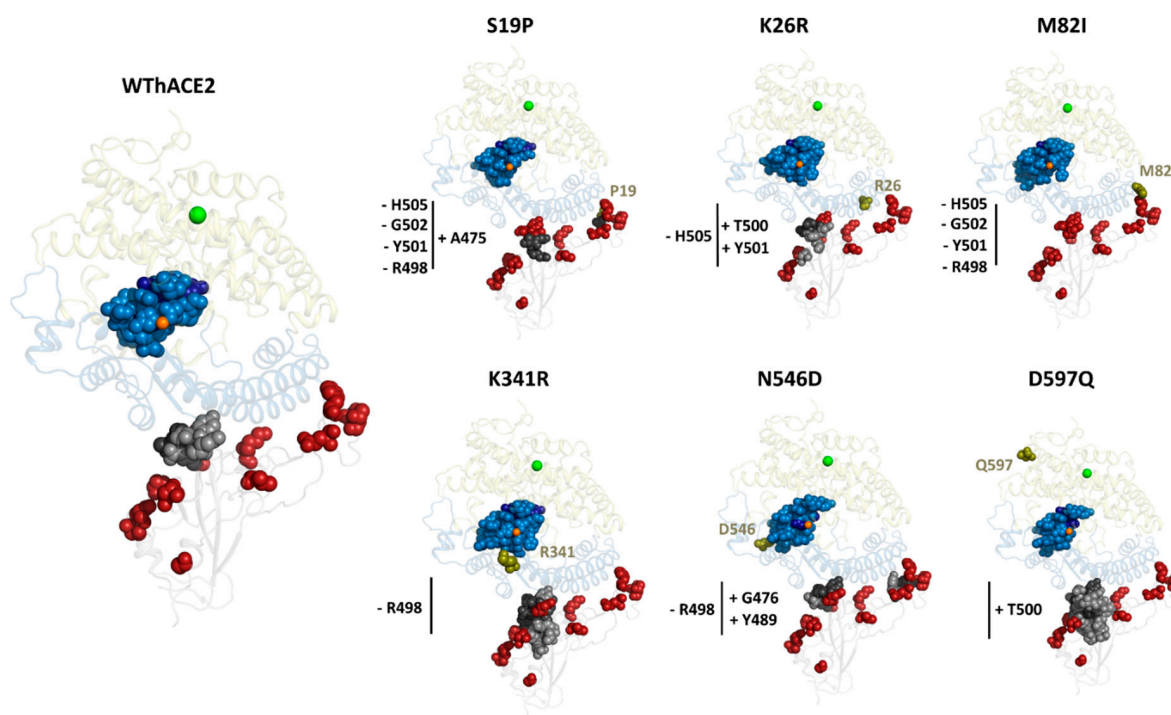 WThACE2
S19P
- H505
- G502
- Y501
- R498
+ A475
P19
K26R
- H505
+ T500
+ Y501
R26
M82I
- H505
- G502
- Y501
- R498
M82
K341R
- R498
R341
N546D
- R498
+ G476
+ Y489
D546
D597Q
+ T500
Q597